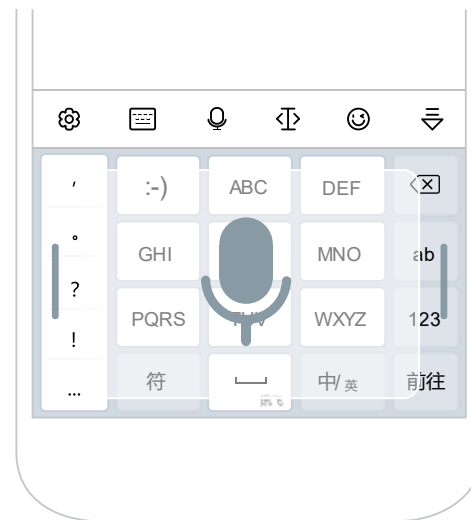 , :-) ABC DEF
。 GHI MNO ab
? PQRS WXYZ 123
!
… 符 中/英 前往